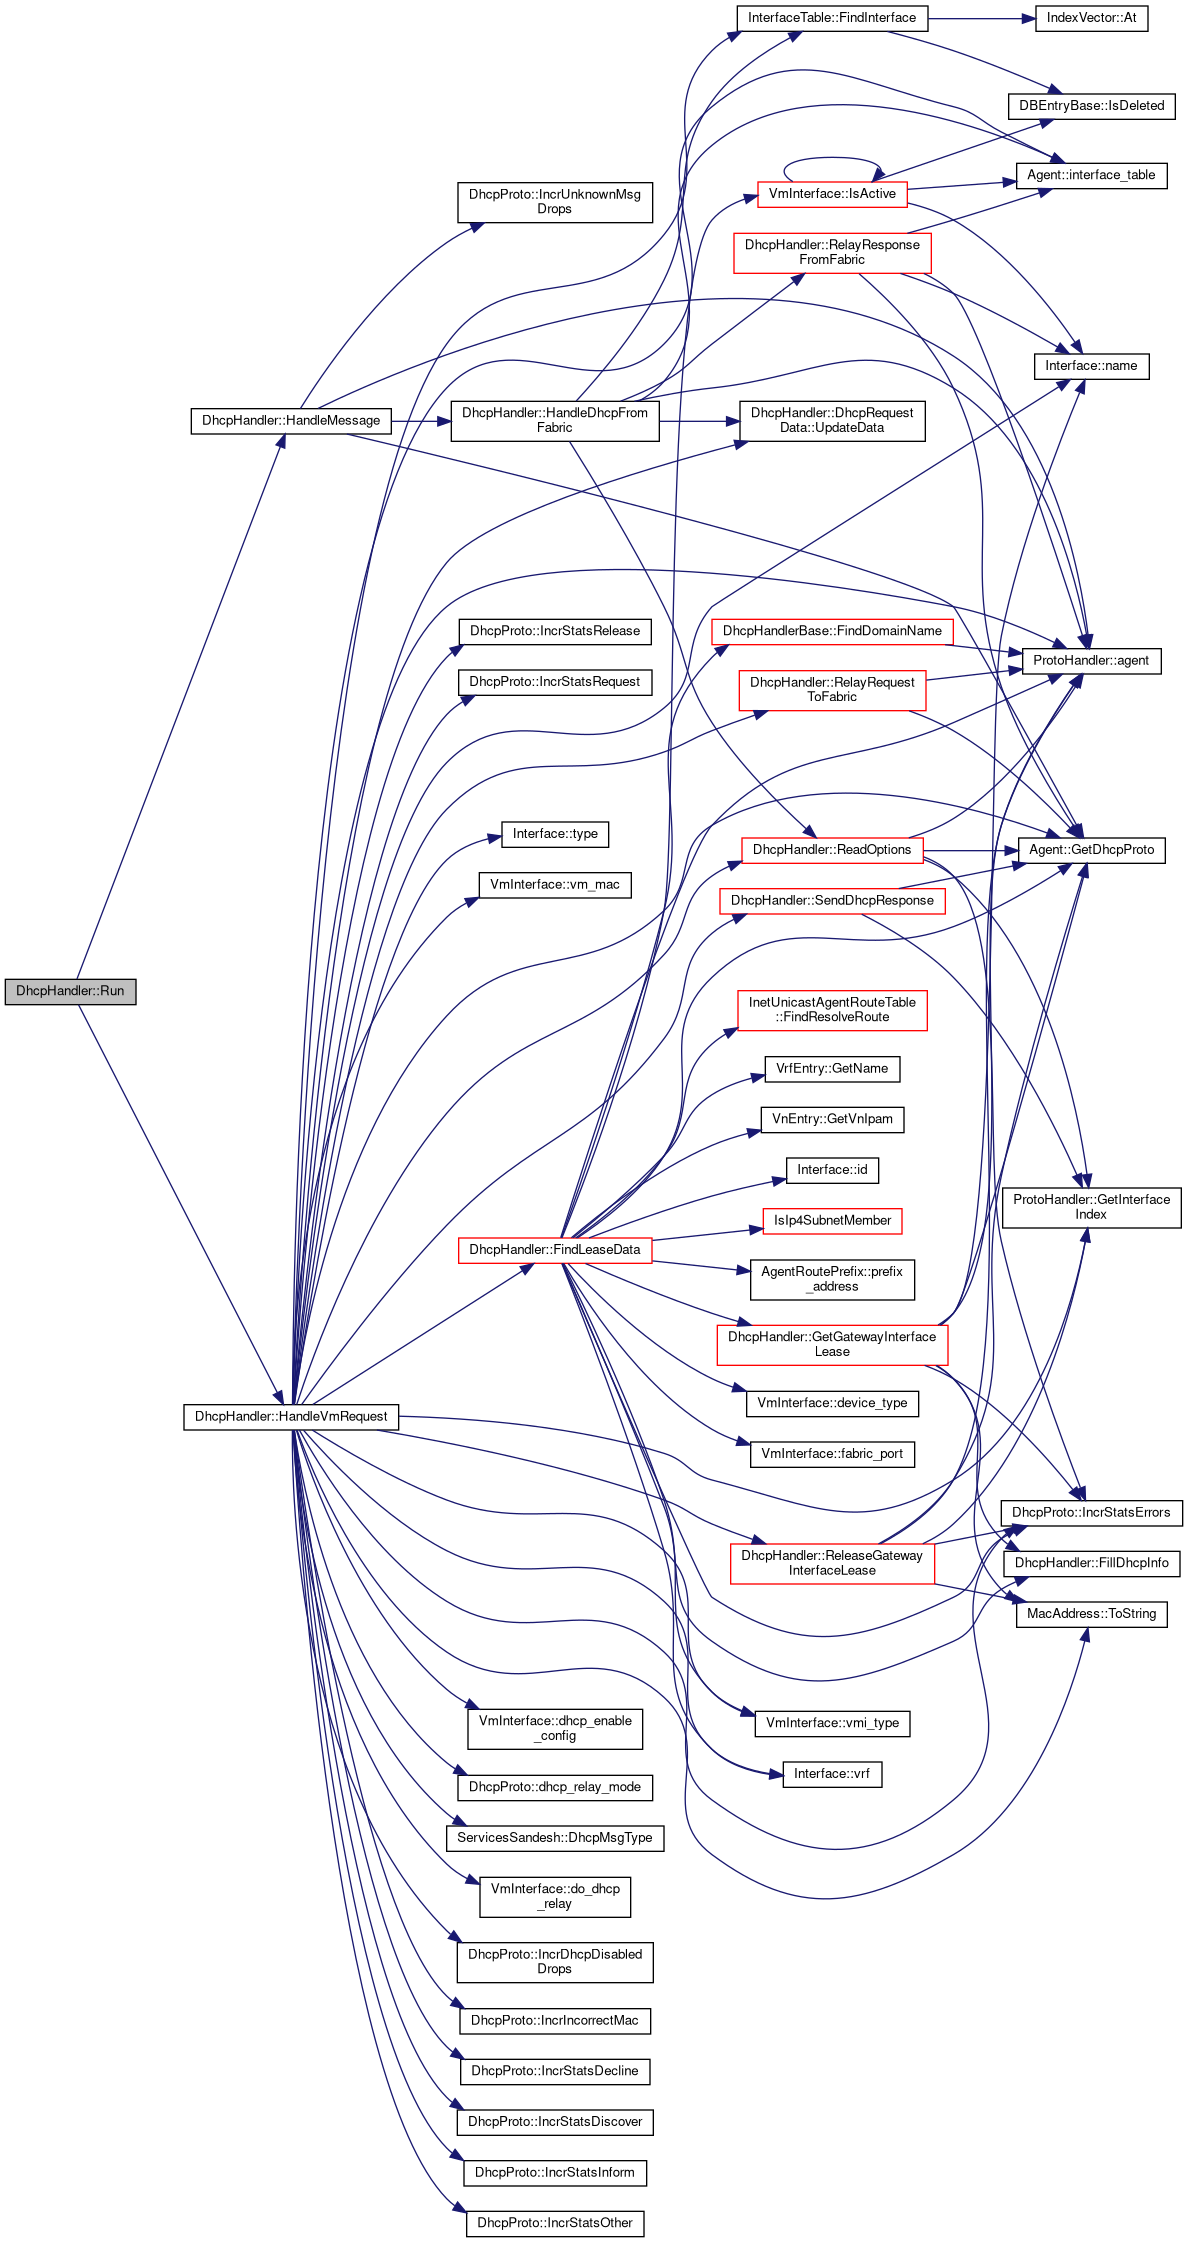 InterfaceTable::FindInterface
IndexVector::At
DBEntryBase::IsDeleted
Agent::interface_table
DhcpProto::IncrUnknownMsg
Drops
VmInterface::IsActive
DhcpHandler::RelayResponse
FromFabric
Interface::name
DhcpHandler::HandleMessage
DhcpHandler::HandleDhcpFrom
Fabric
DhcpHandler::DhcpRequest
Data::UpdateData
DhcpProto::IncrStatsRelease
DhcpHandlerBase::FindDomainName
ProtoHandler::agent
DhcpProto::IncrStatsRequest
DhcpHandler::RelayRequest
ToFabric
Interface::type
DhcpHandler::ReadOptions
Agent::GetDhcpProto
VmInterface::vm_mac
DhcpHandler::SendDhcpResponse
DhcpHandler::Run
InetUnicastAgentRouteTable
::FindResolveRoute
VrfEntry::GetName
VnEntry::GetVnIpam
Interface::id
ProtoHandler::GetInterface
Index
IsIp4SubnetMember
DhcpHandler::FindLeaseData
AgentRoutePrefix::prefix
_address
DhcpHandler::GetGatewayInterface
Lease
VmInterface::device_type
DhcpHandler::HandleVmRequest
VmInterface::fabric_port
DhcpProto::IncrStatsErrors
DhcpHandler::ReleaseGateway
InterfaceLease
DhcpHandler::FillDhcpInfo
MacAddress::ToString
VmInterface::dhcp_enable
_config
VmInterface::vmi_type
Interface::vrf
DhcpProto::dhcp_relay_mode
ServicesSandesh::DhcpMsgType
VmInterface::do_dhcp
_relay
DhcpProto::IncrDhcpDisabled
Drops
DhcpProto::IncrIncorrectMac
DhcpProto::IncrStatsDecline
DhcpProto::IncrStatsDiscover
DhcpProto::IncrStatsInform
DhcpProto::IncrStatsOther